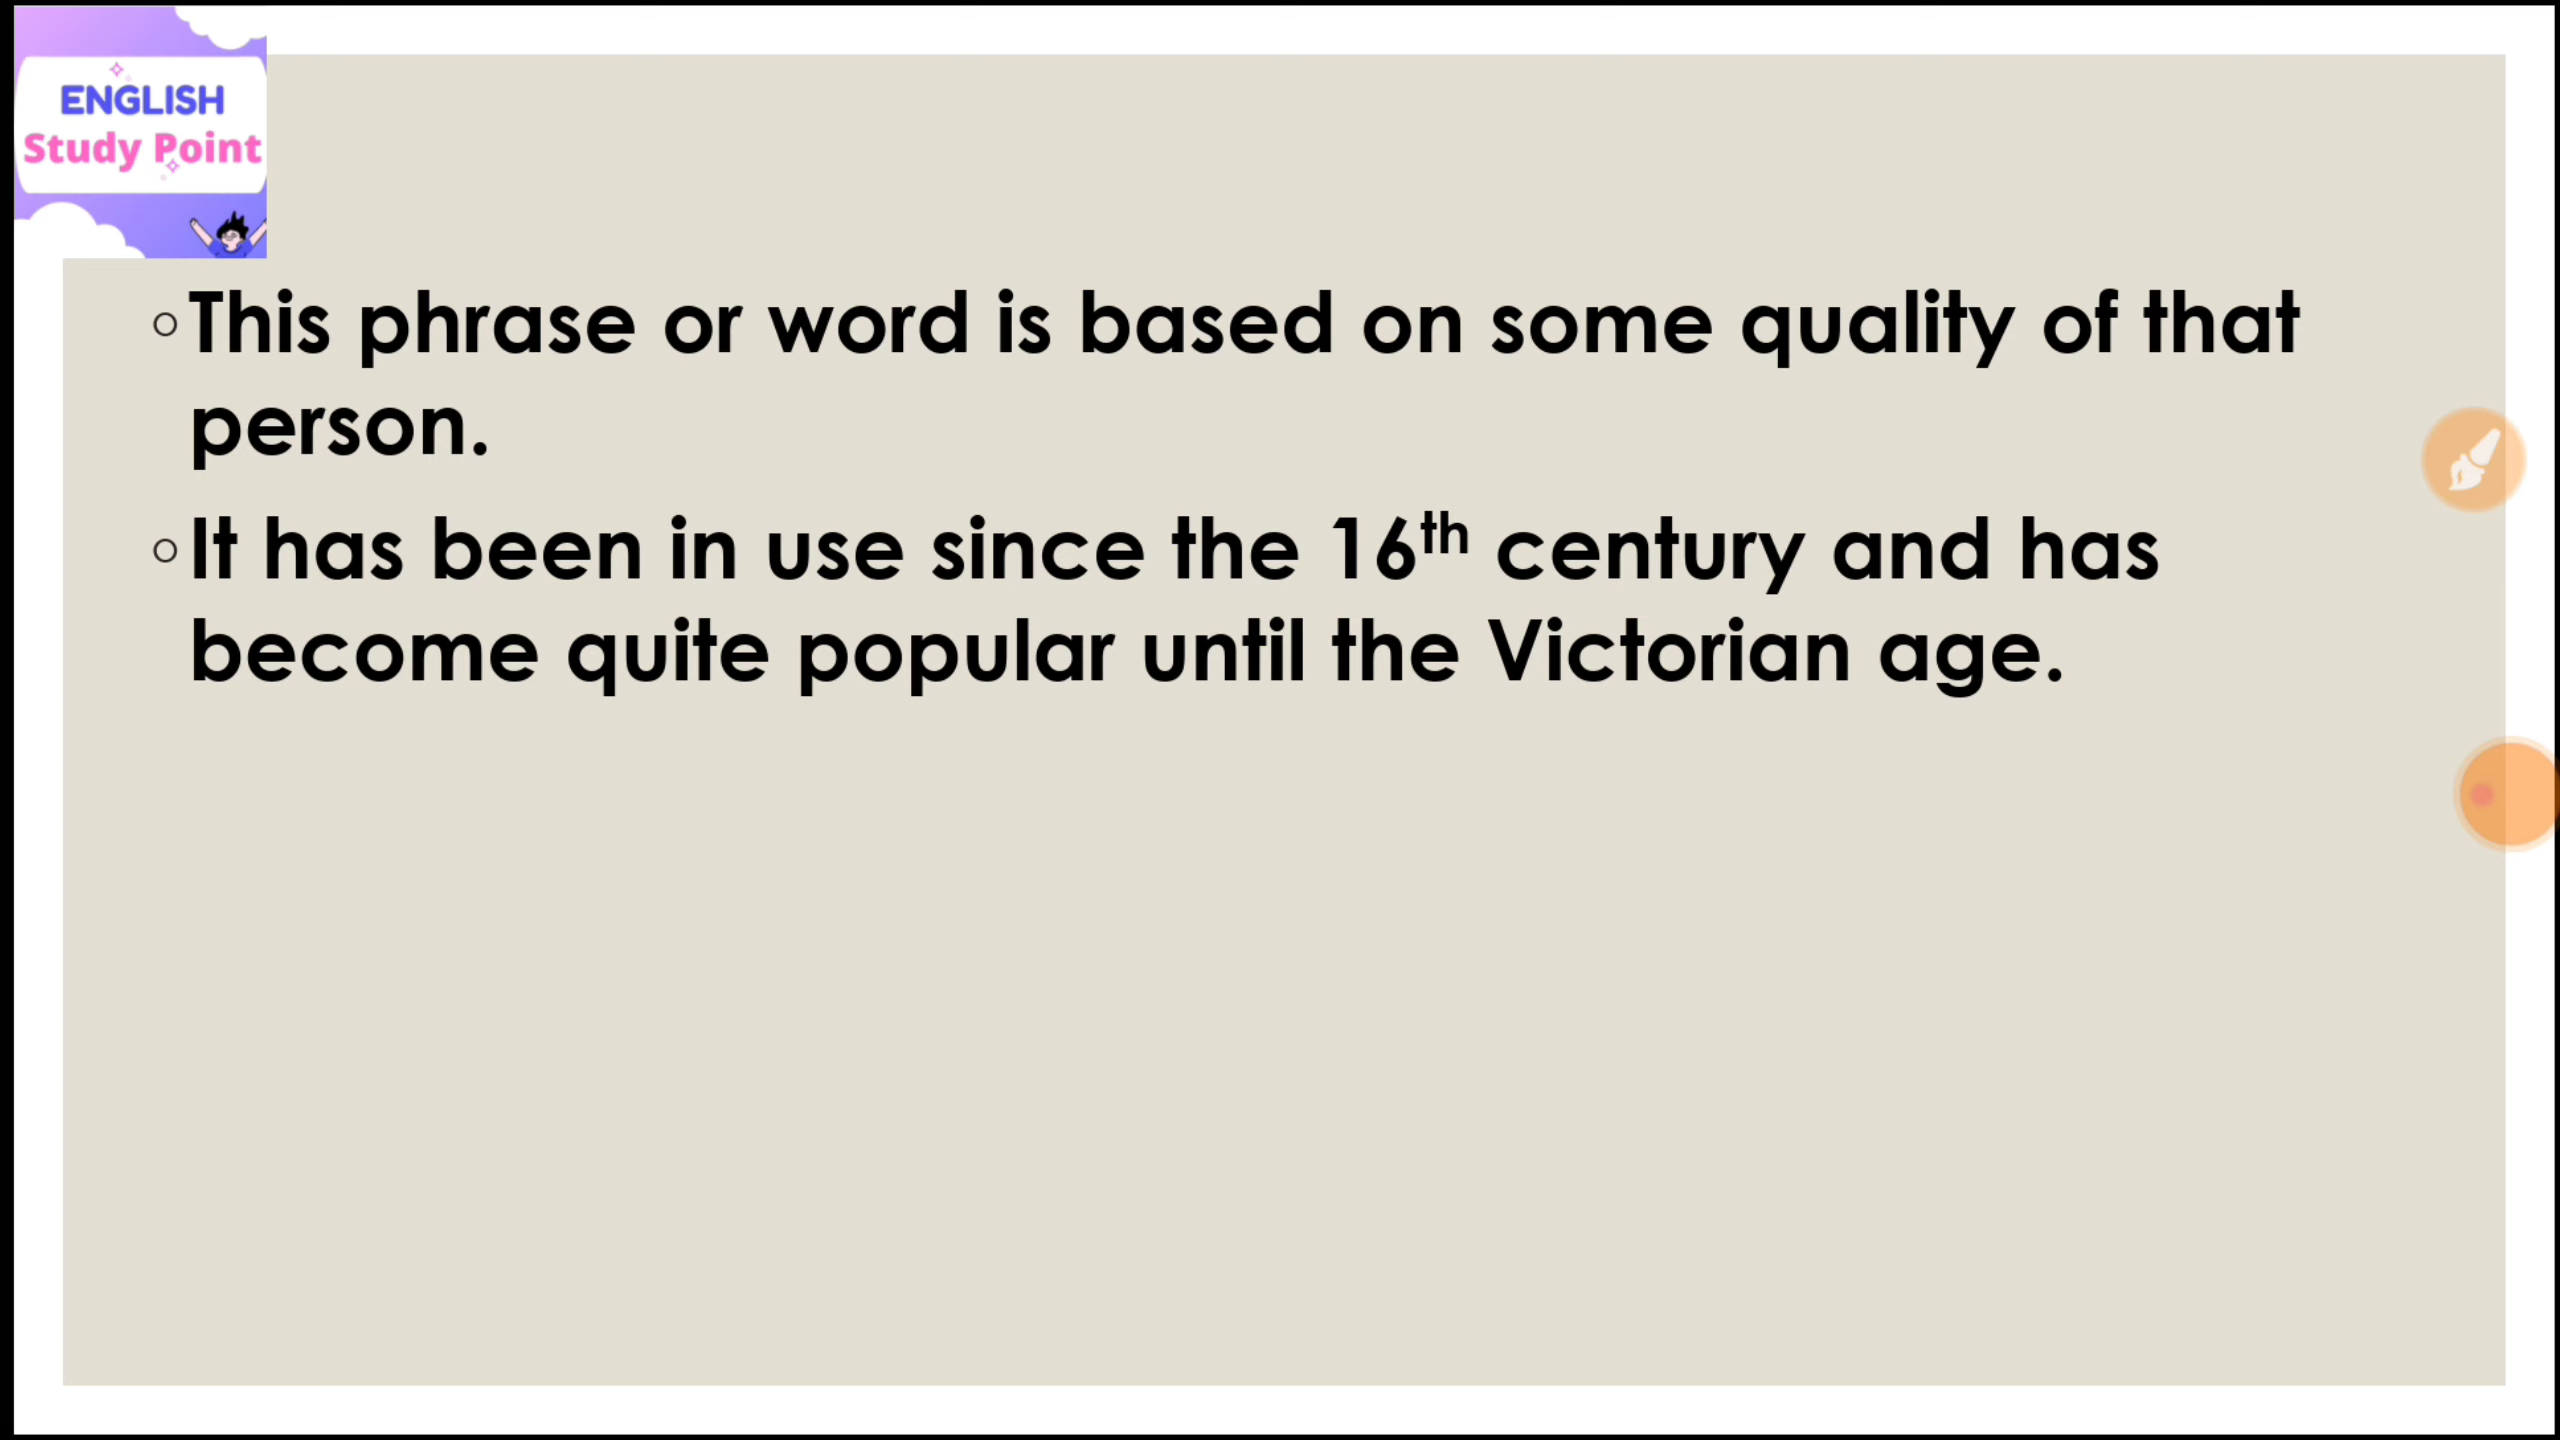 ENGLISH
Study Point
◦This phrase or word is based on some quality of that
person.
◦It has been in use since the 16th century and has
become quite popular until the Victorian age.